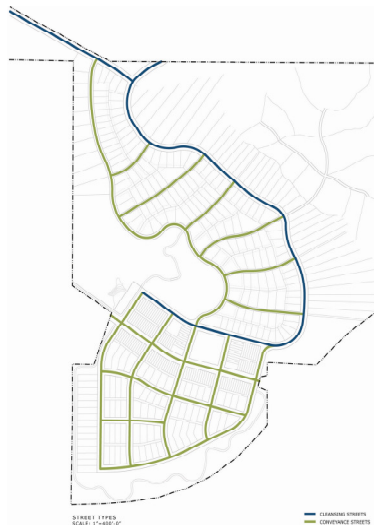 STREET TYPES
SCALE: 1"=400'-0"
CLEANSING STREETS
CONVEYANCE STREETS